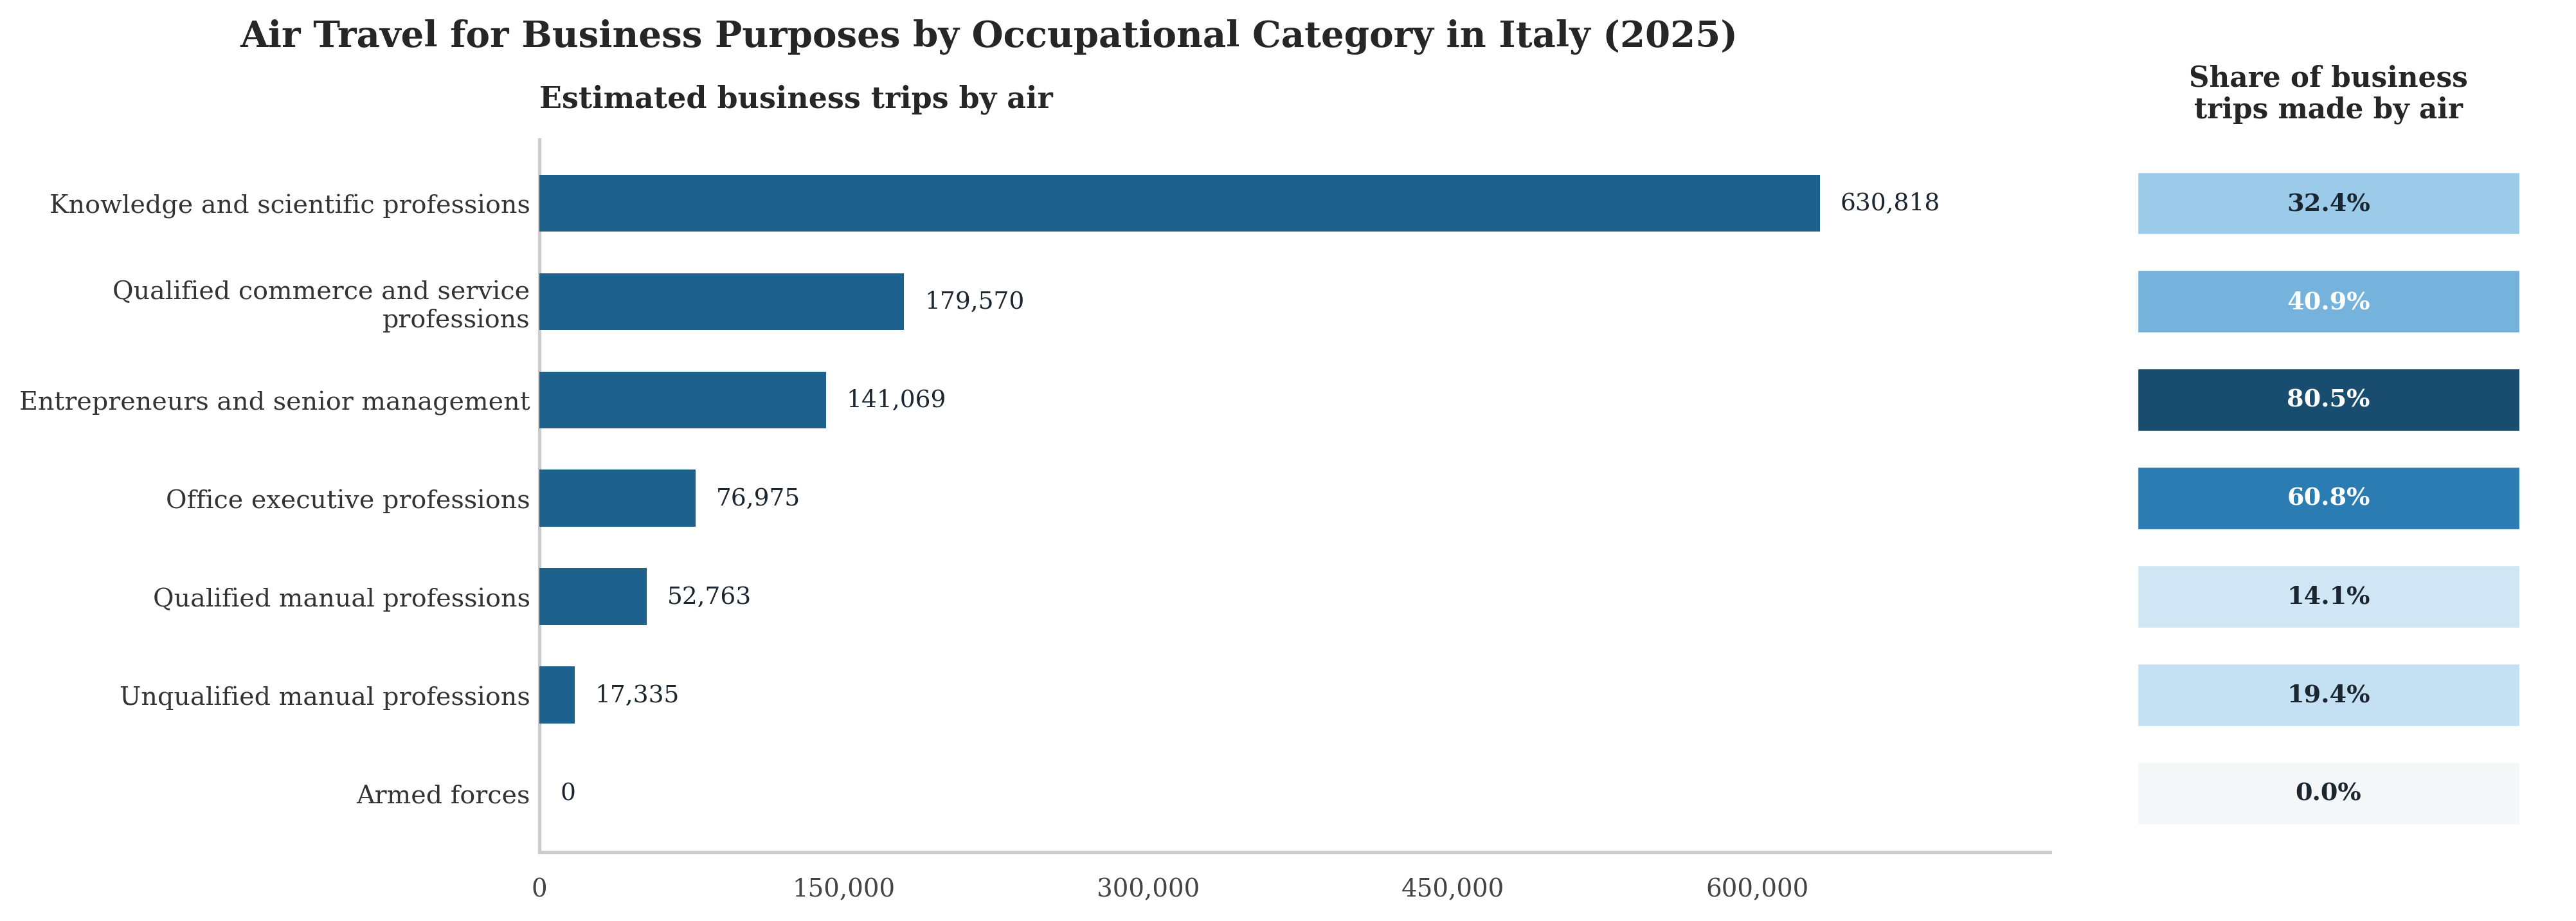 Air Travel for Business Purposes by Occupational Category in Italy (2025)
Estimated business trips by air
Share of business
trips made by air
Knowledge and scientific professions
630,818
32.4%
Qualified commerce and service
professions
179,570
40.9%
Entrepreneurs and senior management
141,069
80.5%
Office executive professions
76,975
60.8%
Qualified manual professions
52,763
14.1%
Unqualified manual professions
17,335
19.4%
Armed forces
0
0.0%
0
150,000
300,000
450,000
600,000